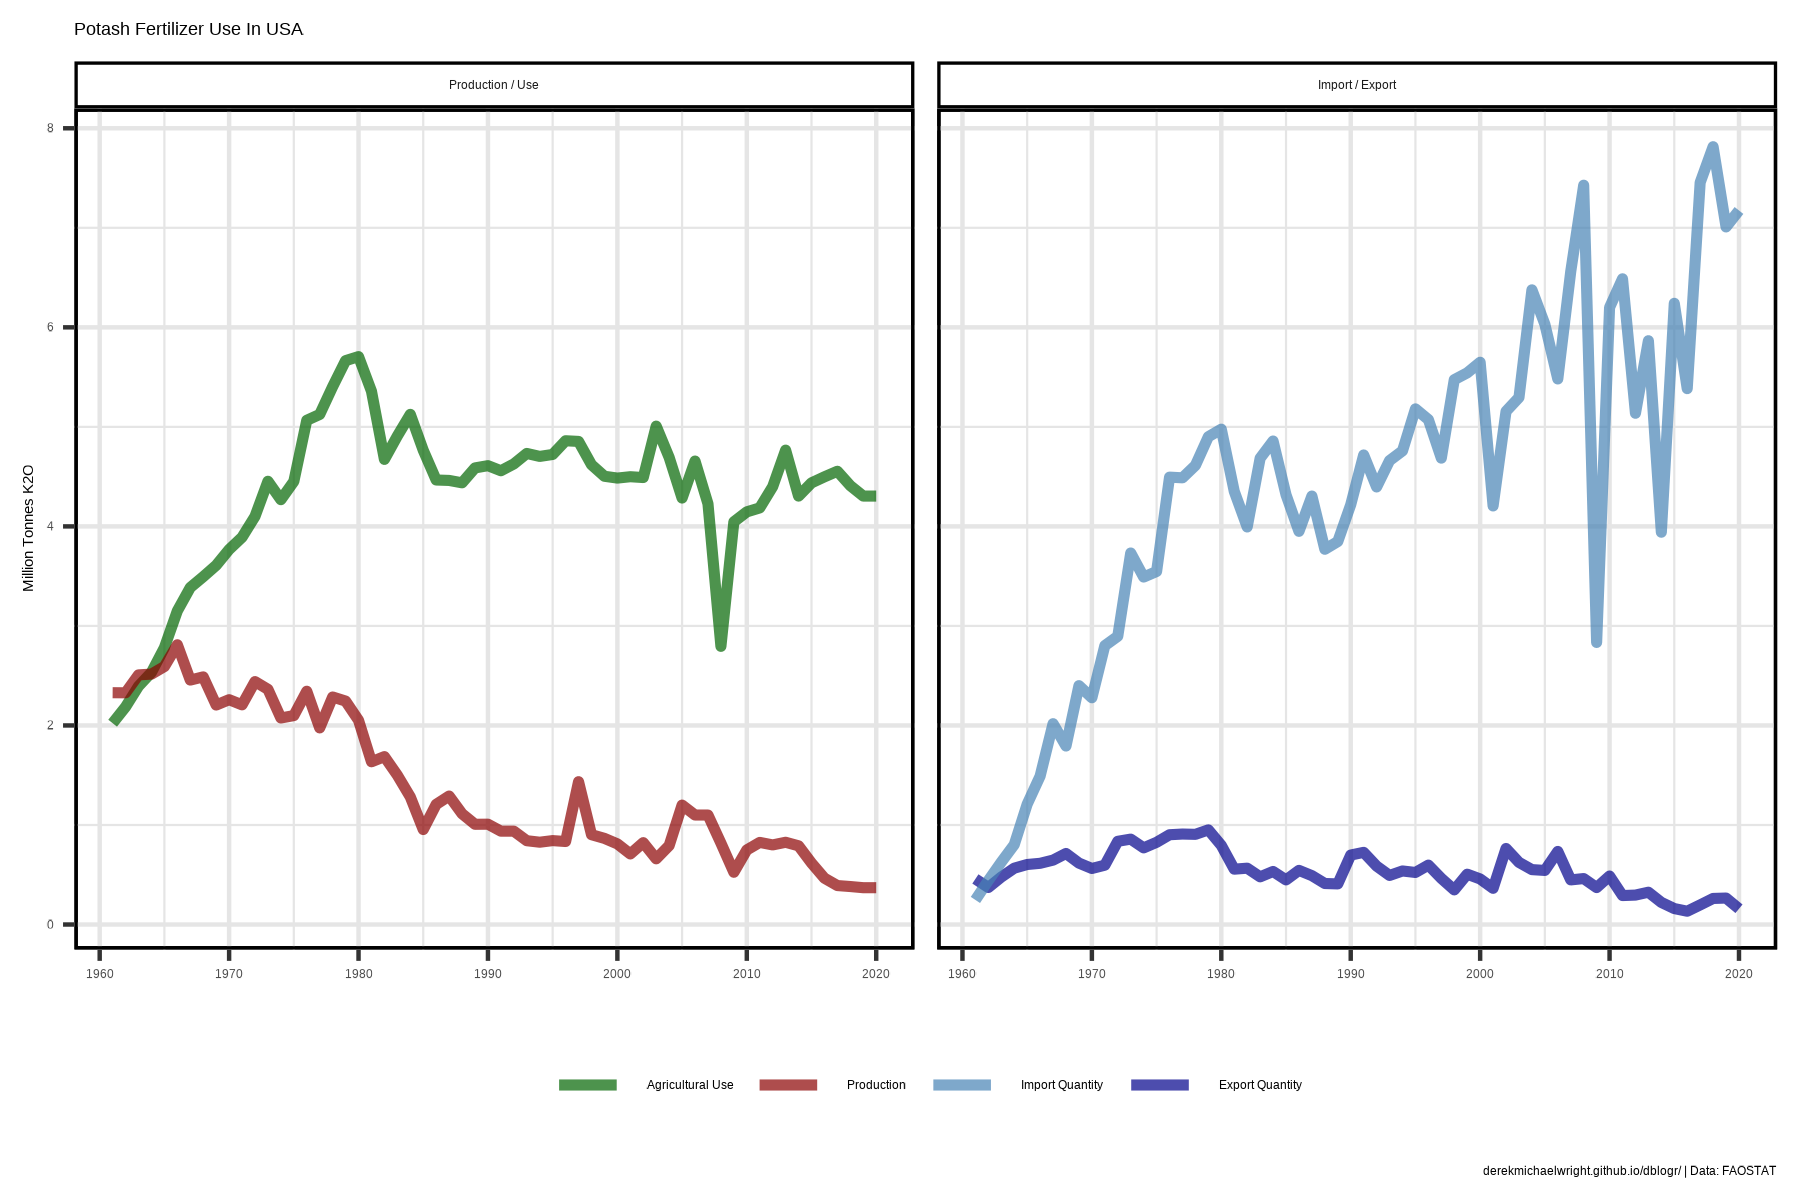 Potash Fertilizer Use In USA
Production / Use
Import / Export
Million Tonnes K2O
8
6
4
2
0
1960 1970 1980 1990 2000 2010 2020
1960 1970 1980 1990 2000 2010 2020
Agricultural Use Production Import Quantity Export Quantity
derekmichaelwright.github.io/dblogr/ | Data: FAOSTAT